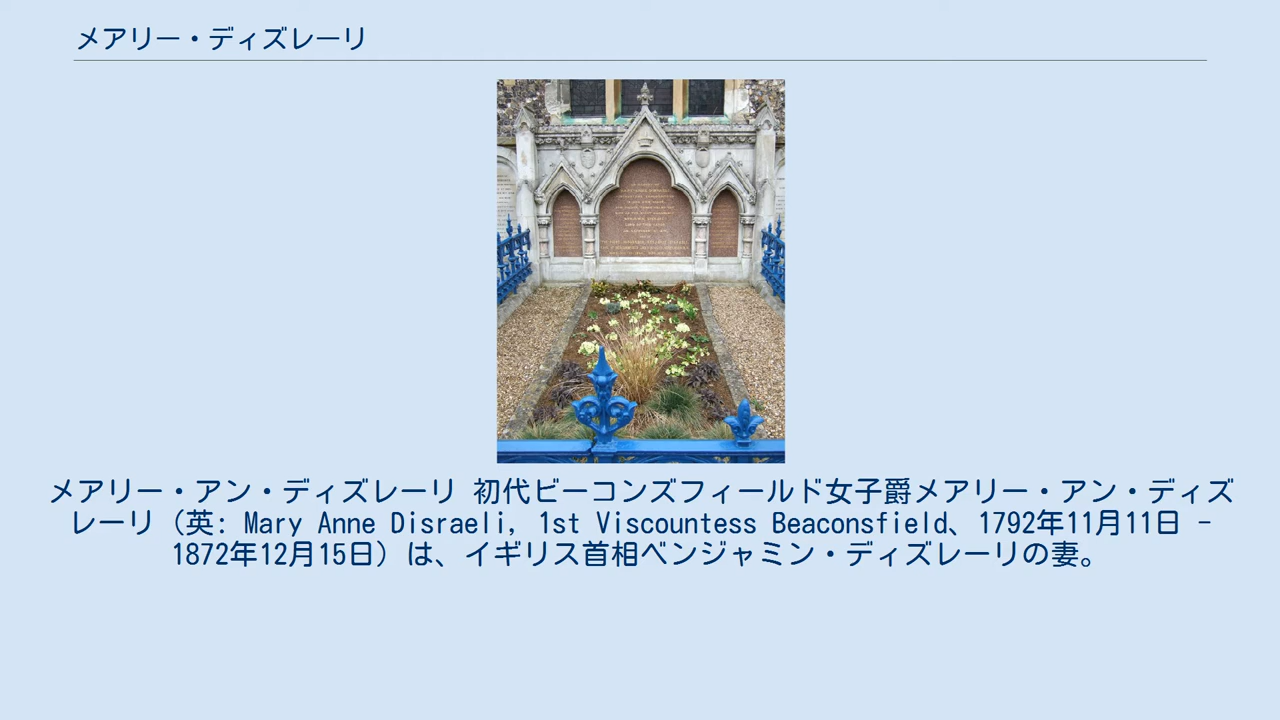 メアリー・ディズレーリ
メアリー・アン・ディズレーリ 初代ビーコンズフィールド女子爵メアリー・アン・ディズ
レーリ（英: Mary Anne Disraeli, 1st Viscountess Beaconsfield、1792年11月11日 -
1872年12月15日）は、イギリス首相ベンジャミン・ディズレーリの妻。